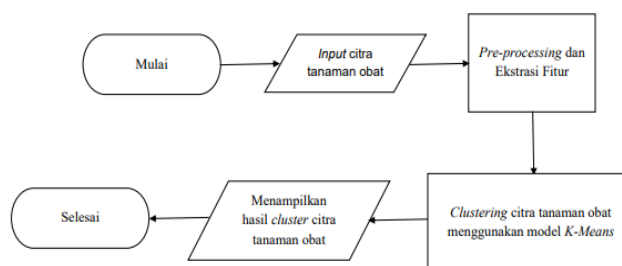 Mulai
Input citra
tanaman obat
Pre-processing dan
Ekstrasi Fitur
Clustering citra tanaman obat
menggunakan model K-Means
Menampilkan
hasil cluster citra
tanaman obat
Selesai